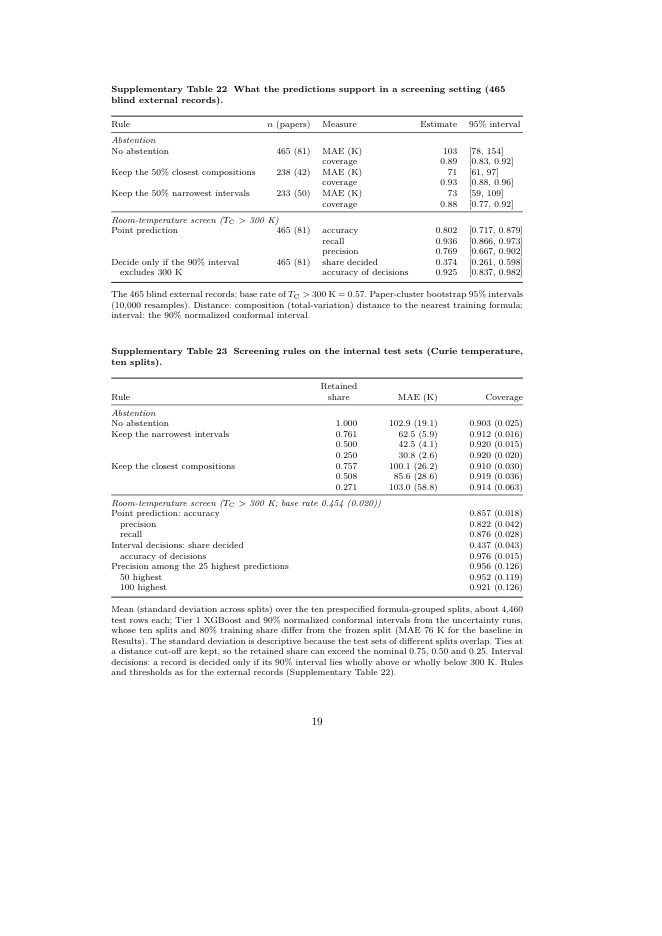 Supplementary Table 22 What the predictions support in a screening setting (465
blind external records).
Rule n (papers) Measure Estimate 95% interval
Abstention
No abstention 465 (81) MAE (K) 103 [78, 154]
coverage 0.89 [0.83, 0.92]
Keep the 50% closest compositions 238 (42) MAE (K) 71 [61, 97]
coverage 0.93 [0.88, 0.96]
Keep the 50% narrowest intervals 233 (50) MAE (K) 73 [59, 109]
coverage 0.88 [0.77, 0.92]
Room-temperature screen (TC > 300 K)
Point prediction 465 (81) accuracy 0.802 [0.717, 0.879]
recall 0.936 [0.866, 0.973]
precision 0.769 [0.667, 0.902]
Decide only if the 90% interval 465 (81) share decided 0.374 [0.261, 0.598]
excludes 300 K accuracy of decisions 0.925 [0.837, 0.982]
The 465 blind external records; base rate of TC > 300 K = 0.57. Paper-cluster bootstrap 95% intervals
(10,000 resamples). Distance: composition (total-variation) distance to the nearest training formula;
interval: the 90% normalized conformal interval.
Supplementary Table 23 Screening rules on the internal test sets (Curie temperature,
ten splits).
Retained
Rule share MAE (K) Coverage
Abstention
No abstention 1.000 102.9 (19.1) 0.903 (0.025)
Keep the narrowest intervals 0.761 62.5 (5.9) 0.912 (0.016)
0.500 42.5 (4.1) 0.920 (0.015)
0.250 30.8 (2.6) 0.920 (0.020)
Keep the closest compositions 0.757 100.1 (26.2) 0.910 (0.030)
0.508 85.6 (28.6) 0.919 (0.036)
0.271 103.0 (58.8) 0.914 (0.063)
Room-temperature screen (TC > 300 K; base rate 0.454 (0.020))
Point prediction: accuracy 0.857 (0.018)
precision 0.822 (0.042)
recall 0.876 (0.028)
Interval decisions: share decided 0.437 (0.043)
accuracy of decisions 0.976 (0.015)
Precision among the 25 highest predictions 0.956 (0.126)
50 highest 0.952 (0.119)
100 highest 0.921 (0.126)
Mean (standard deviation across splits) over the ten prespecified formula-grouped splits, about 4,460
test rows each; Tier 1 XGBoost and 90% normalized conformal intervals from the uncertainty runs,
whose ten splits and 80% training share differ from the frozen split (MAE 76 K for the baseline in
Results). The standard deviation is descriptive because the test sets of different splits overlap. Ties at
a distance cut-off are kept, so the retained share can exceed the nominal 0.75, 0.50 and 0.25. Interval
decisions: a record is decided only if its 90% interval lies wholly above or wholly below 300 K. Rules
and thresholds as for the external records (Supplementary Table 22).
19